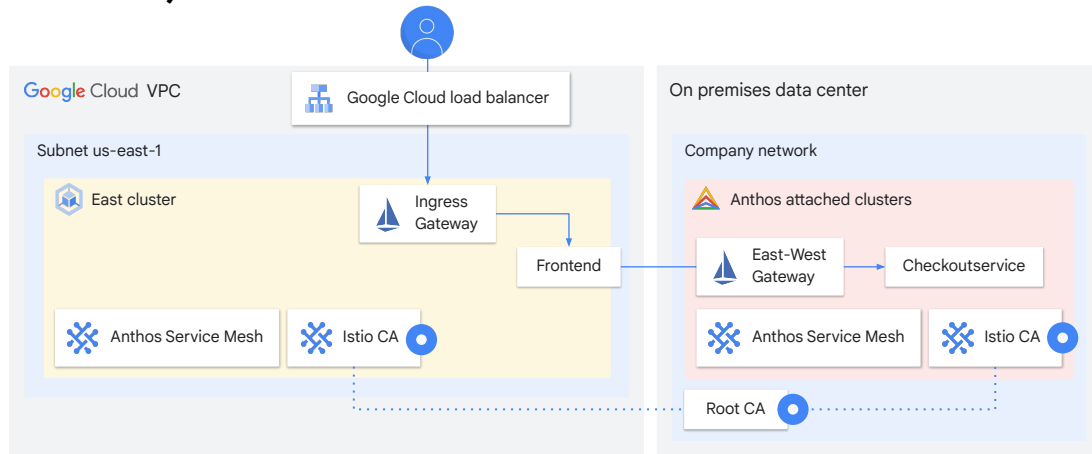 Google Cloud VPC
Google Cloud load balancer
Subnet us-east-1
East cluster
Ingress
Gateway
Frontend
Anthos Service Mesh
Istio CA
On premises data center
Company network
Anthos attached clusters
East-West
Gateway
Checkoutservice
Anthos Service Mesh
Istio CA
Root CA